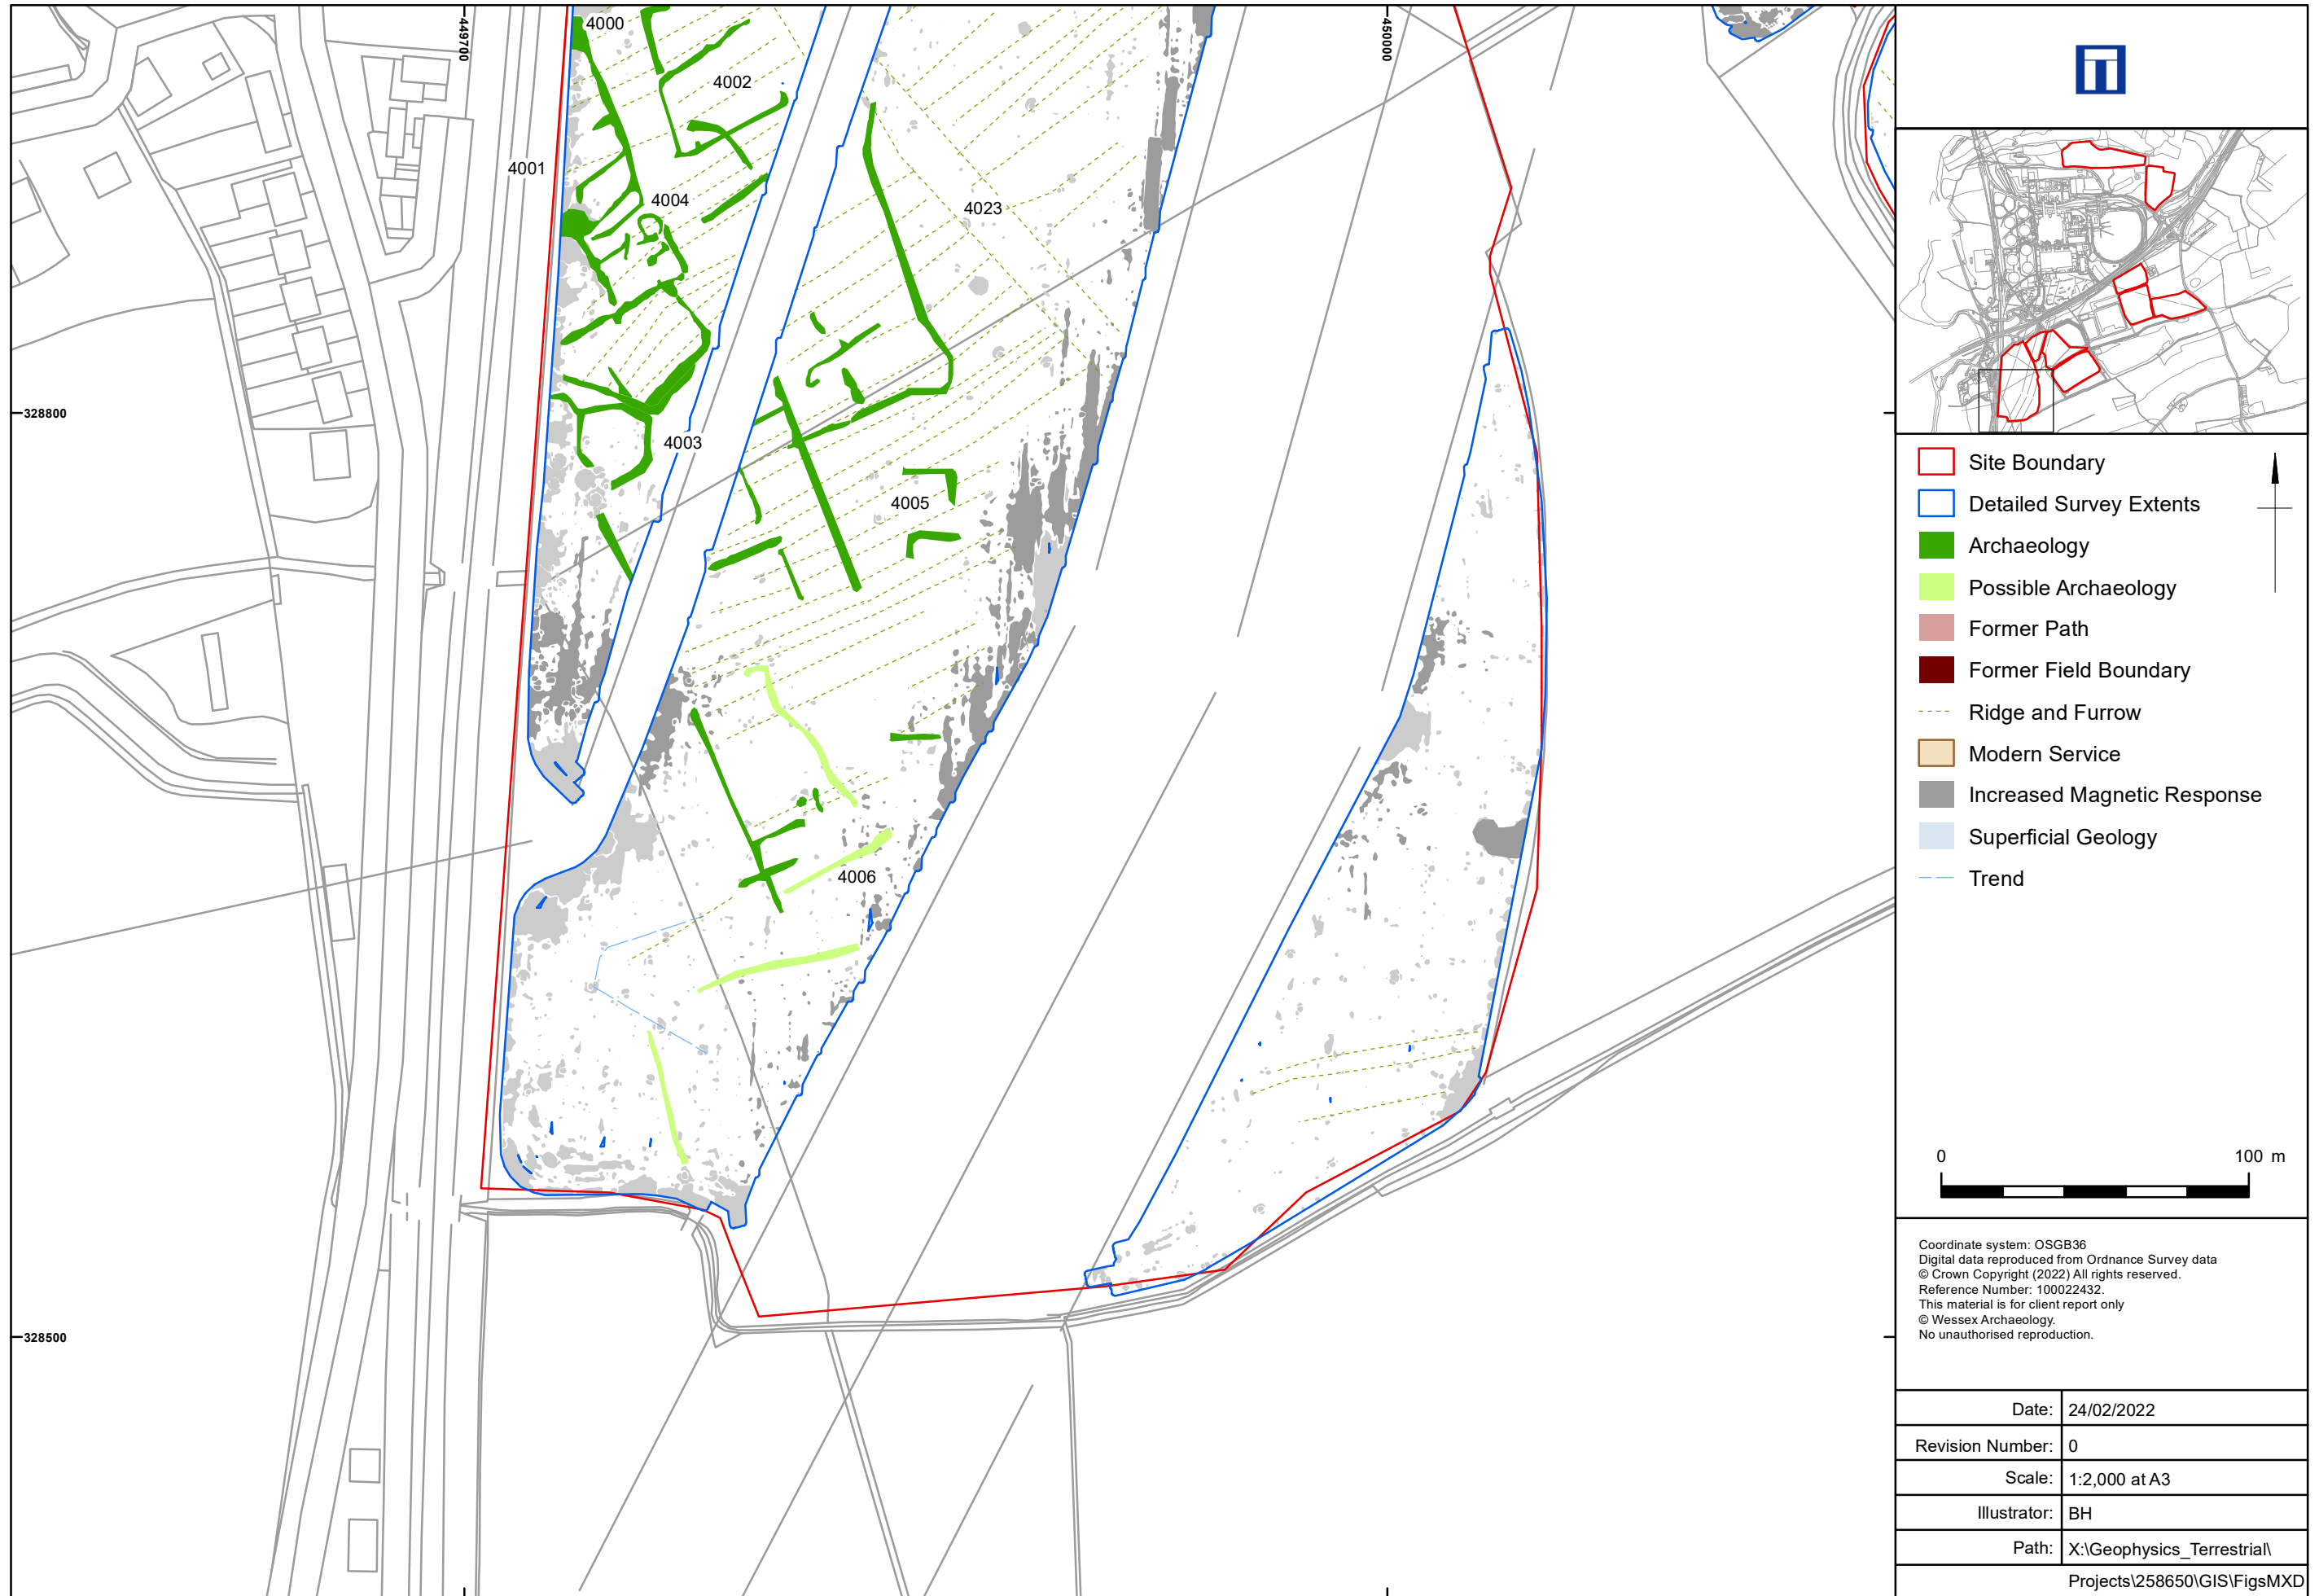 449700
450000
4000
4002
4001
4004
4023
328800
4003
4005
4006
328500
Site Boundary
Detailed Survey Extents
Archaeology
Possible Archaeology
Former Path
Former Field Boundary
Ridge and Furrow
Modern Service
Increased Magnetic Response
Superficial Geology
Trend
0 100 m
Coordinate system: OSGB36
Digital data reproduced from Ordnance Survey data
© Crown Copyright (2022) All rights reserved.
Reference Number: 100022432.
This material is for client report only
© Wessex Archaeology.
No unauthorised reproduction.
Date: 24/02/2022
Revision Number: 0
Scale: 1:2,000 at A3
Illustrator: BH
Path: X:\Geophysics_Terrestrial\
Projects\258650\GIS\FigsMXD